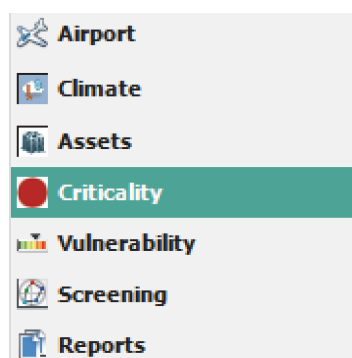 Airport
Climate
Assets
Criticality
Vulnerability
Screening
Reports